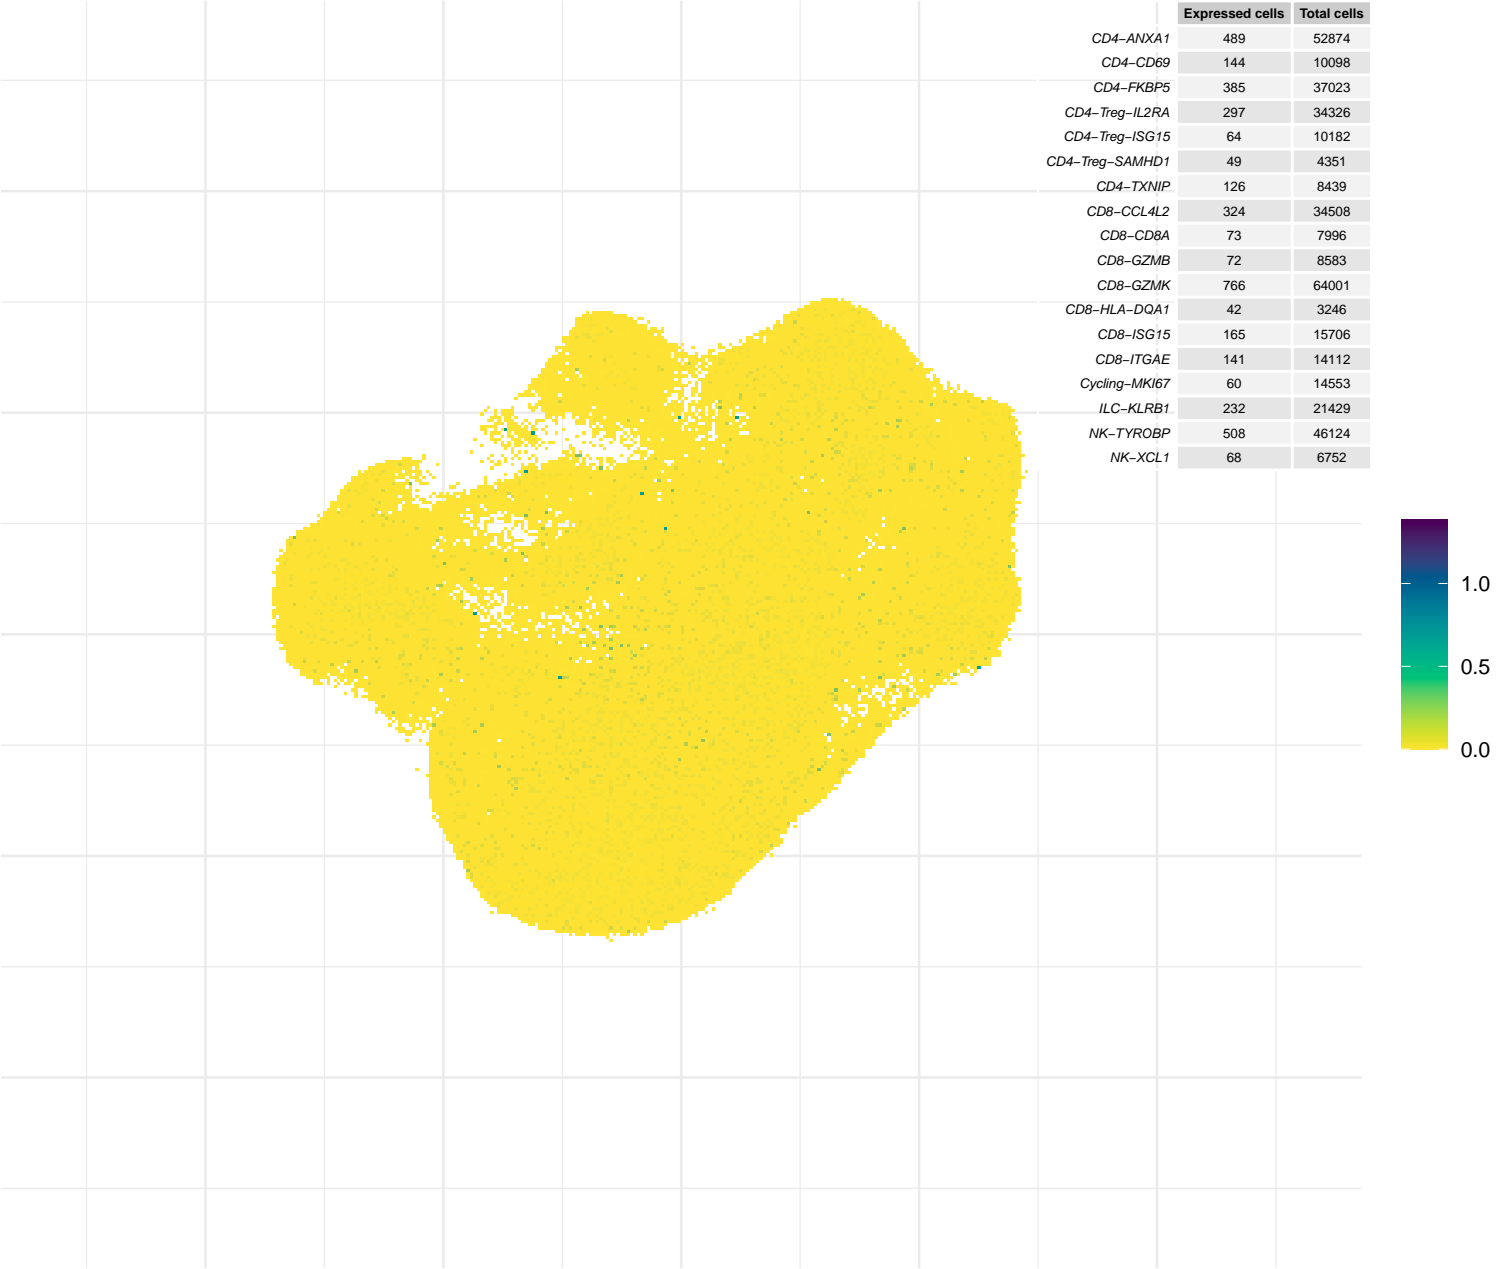 Expressed cells Total cells
CD4−ANXA1 489 52874
CD4−CD69 144 10098
CD4−FKBP5 385 37023
CD4−Treg−IL2RA 297 34326
CD4−Treg−ISG15 64 10182
CD4−Treg−SAMHD1 49 4351
CD4−TXNIP 126 8439
CD8−CCL4L2 324 34508
CD8−CD8A 73 7996
CD8−GZMB 72 8583
CD8−GZMK 766 64001
CD8−HLA−DQA1 42 3246
CD8−ISG15 165 15706
CD8−ITGAE 141 14112
Cycling−MKI67 60 14553
ILC−KLRB1 232 21429
NK−TYROBP 508 46124
NK−XCL1 68 6752
1.0
0.5
0.0